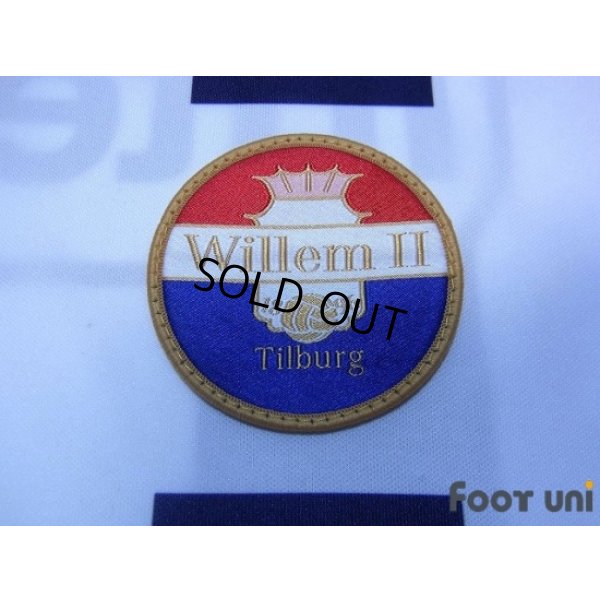 Willem II
SOLD OUT
Tilburg
FOOT UNI